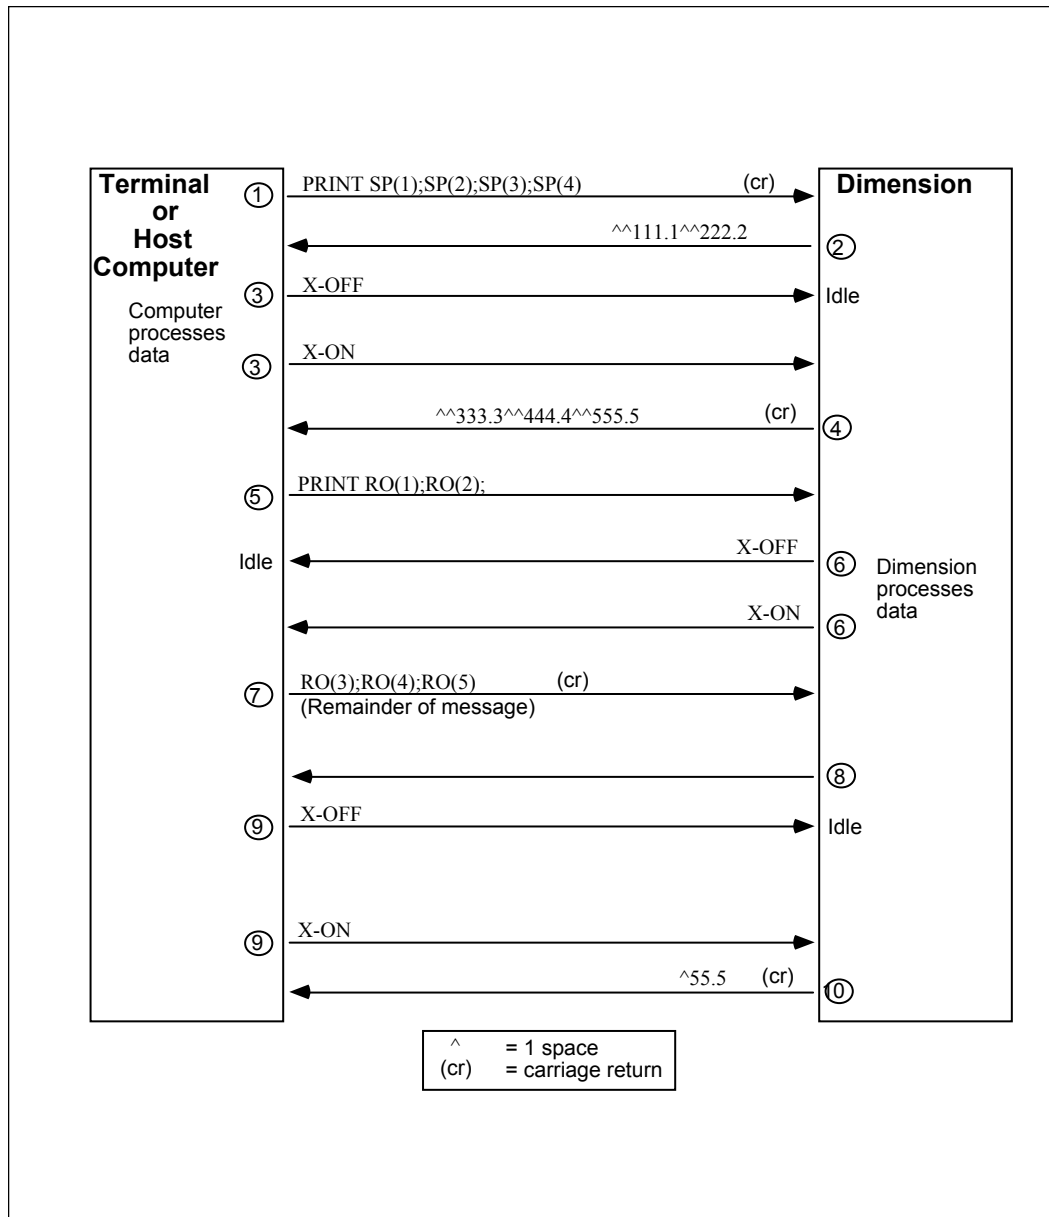 Terminal
or
Host
Computer
Dimension
① PRINT SP(1);SP(2);SP(3);SP(4) (cr)
^^111.1^^222.2 ②
③ X-OFF Idle
Computer
processes
data
③ X-ON
^^333.3^^444.4^^555.5 (cr) ④
⑤ PRINT RO(1);RO(2);
Idle X-OFF ⑥
Dimension
processes
data
X-ON ⑥
⑦ RO(3);RO(4);RO(5) (cr)
(Remainder of message)
⑧
⑨ X-OFF Idle
⑨ X-ON
^55.5 (cr) ⑩
^ = 1 space
(cr) = carriage return